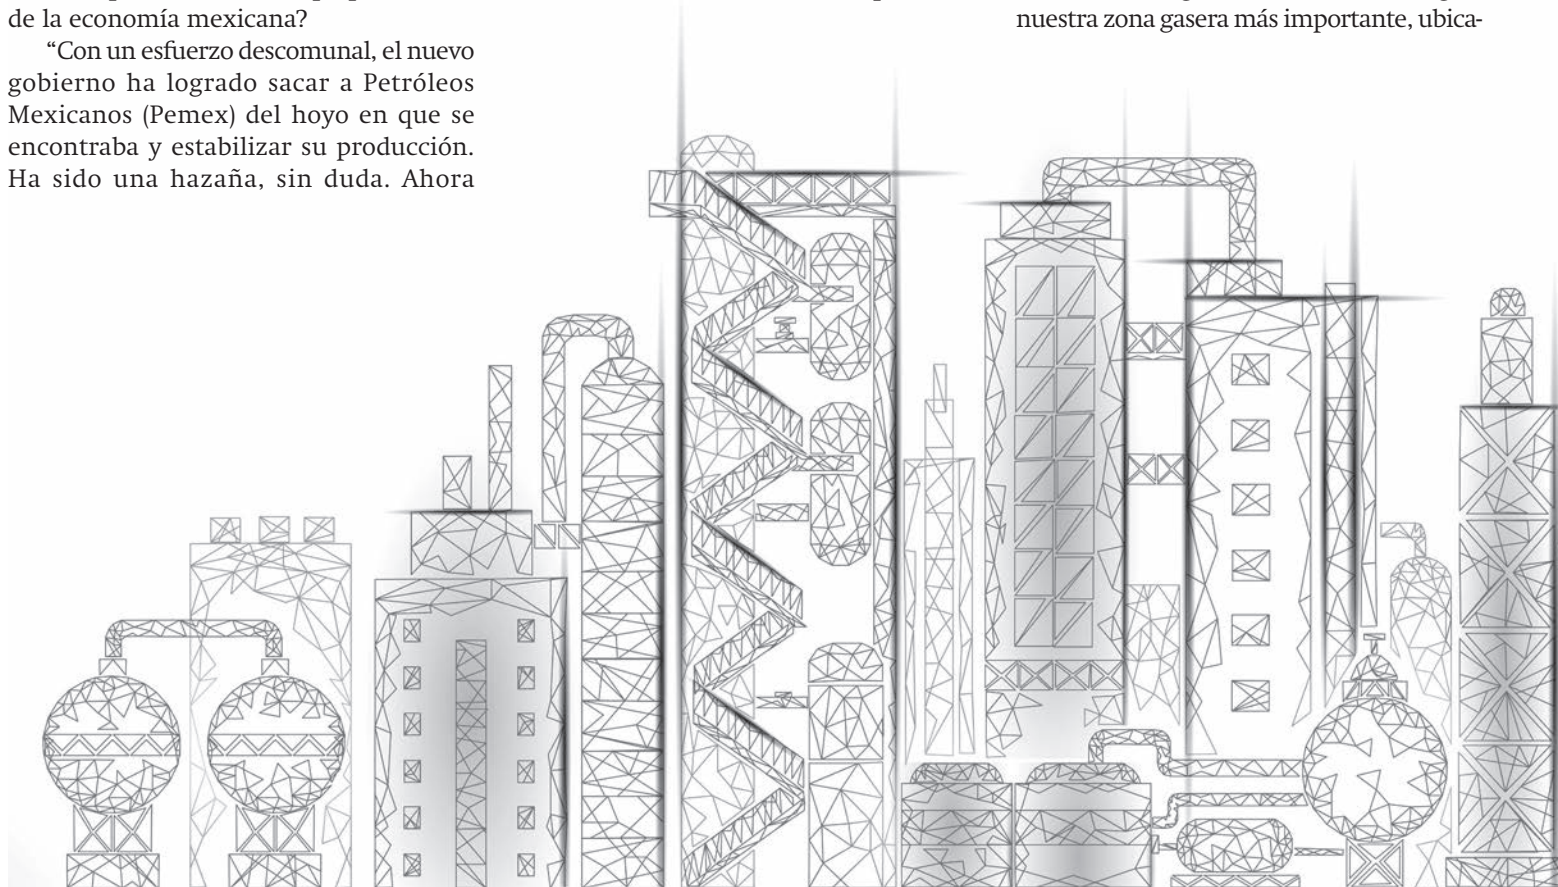 de la economía mexicana?
“Con un esfuerzo descomunal, el nuevo
gobierno ha logrado sacar a Petróleos
Mexicanos (Pemex) del hoyo en que se
encontraba y estabilizar su producción.
Ha sido una hazaña, sin duda. Ahora
nuestra zona gasera más importante, ubica-